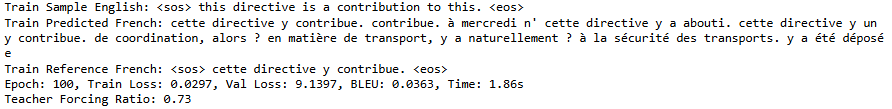 Train Sample English: <sos> this directive is a contribution to this. <eos>
Train Predicted French: cette directive y contribue. contribue. à mercredi n' cette directive y a abouti. cette directive y un
y contribue. de coordination, alors ? en matière de transport, y a naturellement ? à la sécurité des transports. y a été déposé
e
Train Reference French: <sos> cette directive y contribue. <eos>
Epoch: 100, Train Loss: 0.0297, Val Loss: 9.1397, BLEU: 0.0363, Time: 1.86s
Teacher Forcing Ratio: 0.73